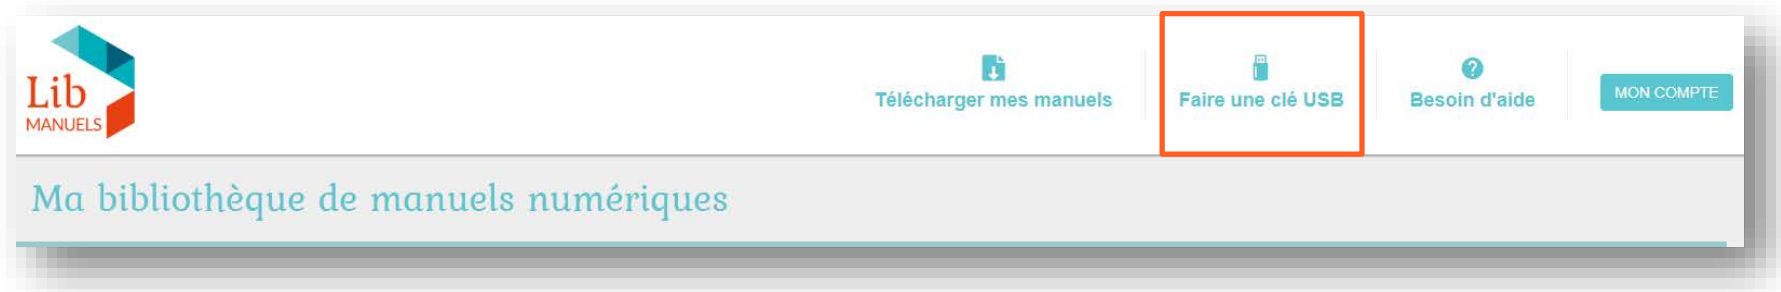 Lib
MANUELS
Télécharger mes manuels
Faire une clé USB
Besoin d'aide
MON COMPTE
Ma bibliothèque de manuels numériques